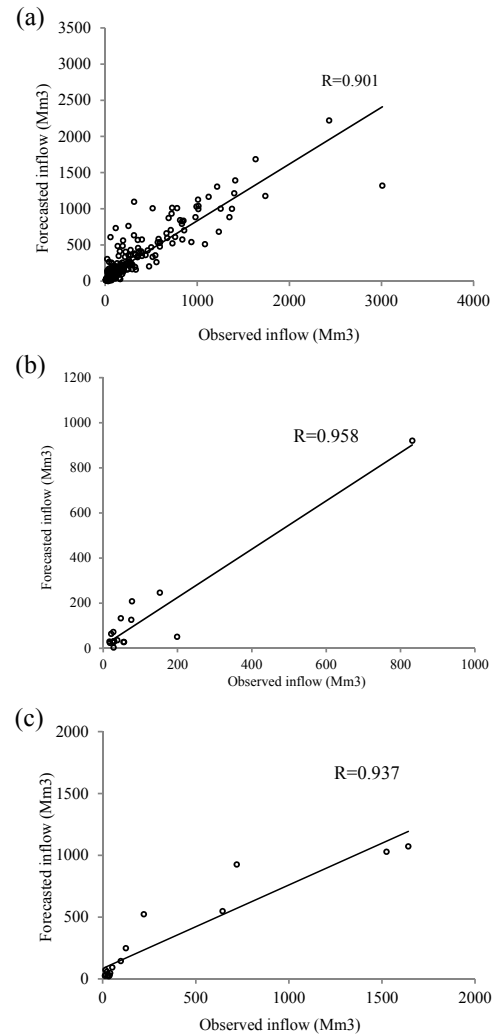 (a)
3500
3000
2500
2000
1500
1000
500
0
Forecasted inflow (Mm3)
R=0.901
0 1000 2000 3000 4000
Observed inflow (Mm3)
(b)
1200
1000
800
600
400
200
0
Forecasted inflow (Mm3)
R=0.958
0 200 400 600 800 1000
Observed inflow (Mm3)
(c)
2000
1500
1000
500
0
Forecasted inflow (Mm3)
R=0.937
0 500 1000 1500 2000
Observed inflow (Mm3)